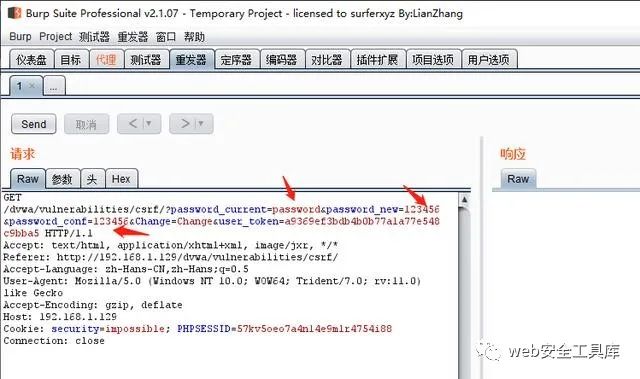 Burp Suite Professional v2.1.07 - Temporary Project - licensed to surferxyz By:LianZhang
Burp Project 测试器 重发器 窗口 帮助
仪表盘 目标 代理 测试器 重发器 定序器 编码器 对比器 插件扩展 项目选项 用户选项
1 × ...
Send 取消 < >
请求 响应
Raw 参数 头 Hex Raw
GET
/dvwa/vulnerabilities/csrf/?password_current=password&password_new=123456
&password_conf=123456&Change=Change&user_token=a9369ef3bdb4b0b77a1a77e548
c9bba5 HTTP/1.1
Accept: text/html, application/xhtml+xml, image/jxr, */*
Referer: http://192.168.1.129/dvwa/vulnerabilities/csrf/
Accept-Language: zh-Hans-CN,zh-Hans;q=0.5
User-Agent: Mozilla/5.0 (Windows NT 10.0; WOW64; Trident/7.0; rv:11.0)
like Gecko
Accept-Encoding: gzip, deflate
Host: 192.168.1.129
Cookie: security=impossible; PHPSESSID=57kv5oeo7a4nl4e9mlr4754i88
Connection: close
web安全工具库